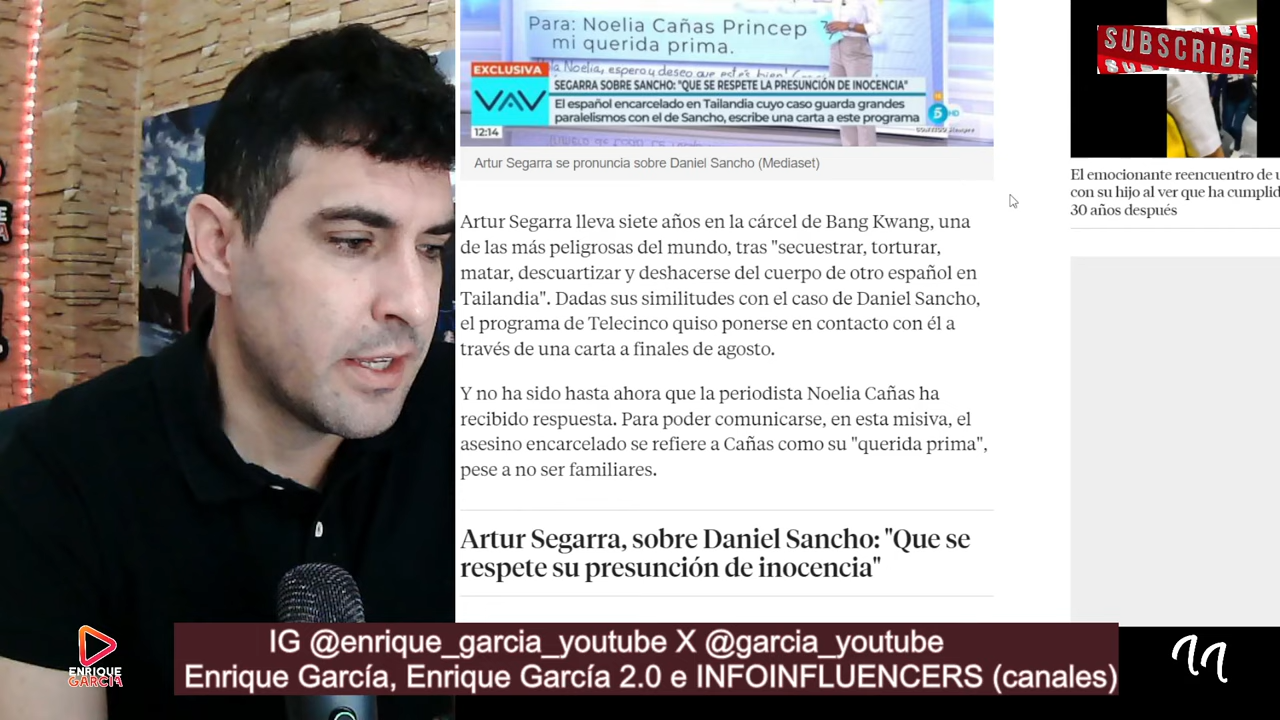 Para: Noelia Cañas Princep
mi querida prima.
EXCLUSIVA
SEGARRA SOBRE SANCHO: "QUE SE RESPETE LA PRESUNCIÓN DE INOCENCIA"
VAV
El español encarcelado en Tailandia cuyo caso guarda grandes
paralelismos con el de Sancho, escribe una carta a este programa
12:14
5 HD
Artur Segarra se pronuncia sobre Daniel Sancho (Mediaset)
SUBSCRIBE
El emocionante reencuentro de u
con su hijo al ver que ha cumplid
30 años después
Artur Segarra lleva siete años en la cárcel de Bang Kwang, una
de las más peligrosas del mundo, tras "secuestrar, torturar,
matar, descuartizar y deshacerse del cuerpo de otro español en
Tailandia". Dadas sus similitudes con el caso de Daniel Sancho,
el programa de Telecinco quiso ponerse en contacto con él a
través de una carta a finales de agosto.
Y no ha sido hasta ahora que la periodista Noelia Cañas ha
recibido respuesta. Para poder comunicarse, en esta misiva, el
asesino encarcelado se refiere a Cañas como su "querida prima",
pese a no ser familiares.
Artur Segarra, sobre Daniel Sancho: "Que se
respete su presunción de inocencia"
IG @enrique_garcia_youtube X @garcia_youtube
Enrique García, Enrique García 2.0 e INFOINFLUENCERS (canales)
ENRIQUE
GARCÍA